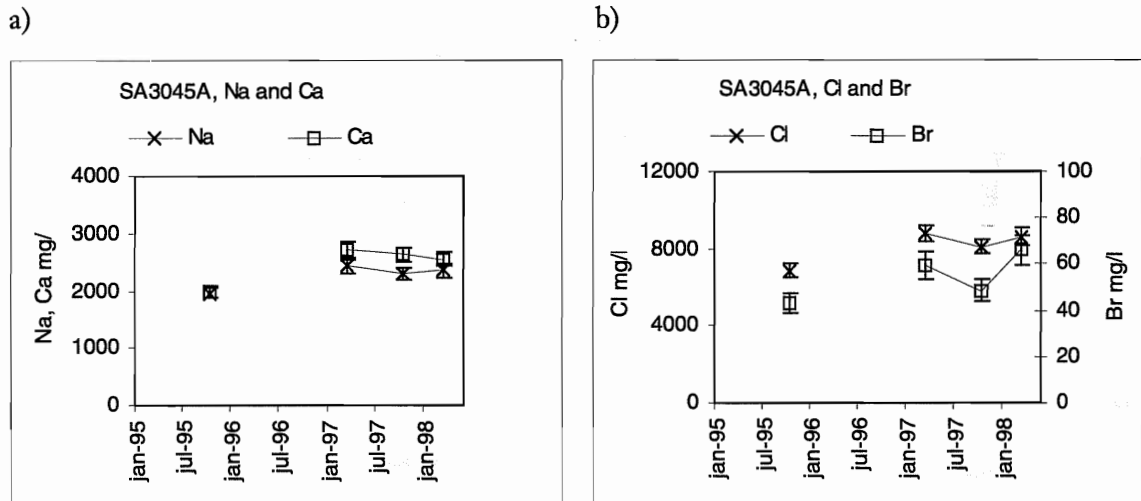 a)
SA3045A, Na and Ca
Na Ca
Na, Ca mg/
4000
3000
2000
1000
0
jan-95
jul-95
jan-96
jul-96
jan-97
jul-97
jan-98
b)
SA3045A, Cl and Br
Cl Br
Cl mg/l
12000
8000
4000
0
100
80
60
40
20
0
Br mg/l
jan-95
jul-95
jan-96
jul-96
jan-97
jul-97
jan-98